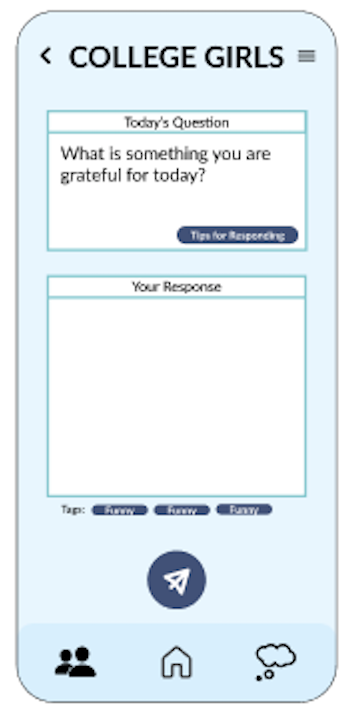 COLLEGE GIRLS
Today's Question
What is something you are
grateful for today?
Tips for Responding
Your Response
Tags: Funny Funny Funny